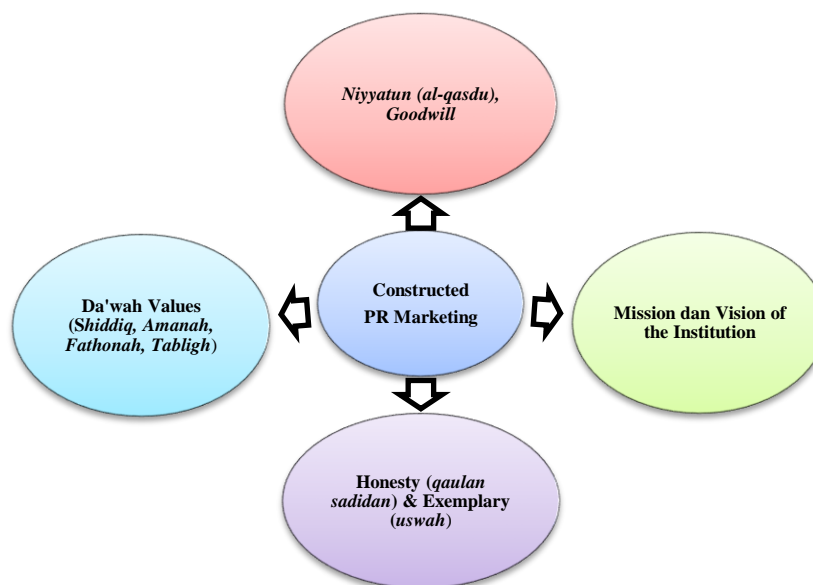 Niyyatun (al-qasdu),
Goodwill
Da'wah Values
(Shiddiq, Amanah,
Fathonah, Tabligh)
Constructed
PR Marketing
Mission dan Vision of
the Institution
Honesty (qaulan
sadidan) & Exemplary
(uswah)